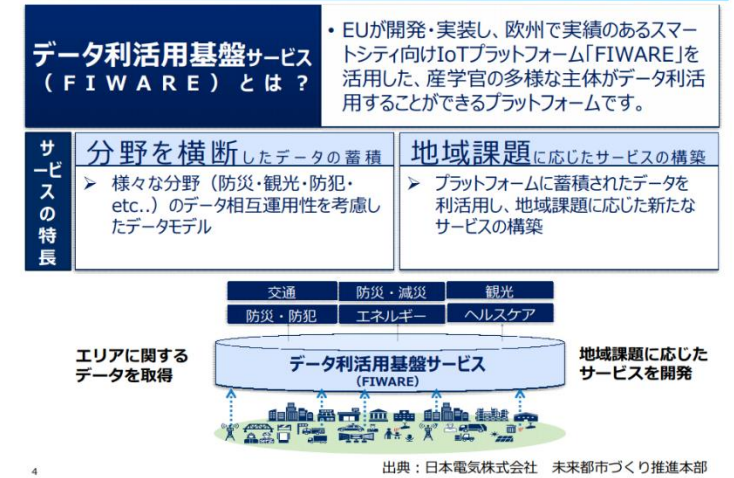 データ利活用基盤サービス
（FIWARE）とは？
• EUが開発・実装し、欧州で実績のあるスマー
トシティ向けIoTプラットフォーム「FIWARE」を
活用した、産学官の多様な主体がデータ利活
用することができるプラットフォームです。
サービスの特長
分野を横断したデータの蓄積
➢ 様々な分野（防災・観光・防犯・
etc..）のデータ相互運用性を考慮し
たデータモデル
地域課題に応じたサービスの構築
➢ プラットフォームに蓄積されたデータを
利活用し、地域課題に応じた新たな
サービスの構築
交通 防災・減災 観光
防災・防犯 エネルギー ヘルスケア
エリアに関する
データを取得
データ利活用基盤サービス
（FIWARE）
地域課題に応じた
サービスを開発
4
出典：日本電気株式会社 未来都市づくり推進本部